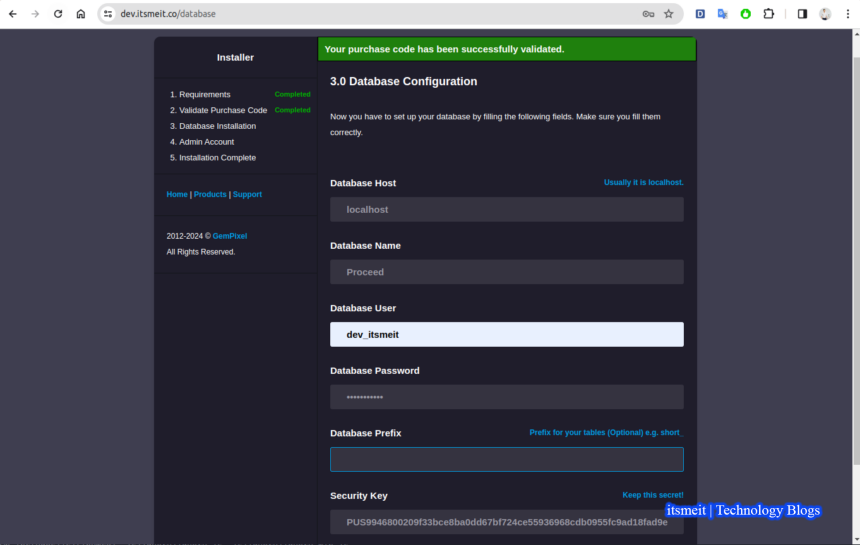 dev.itsmeit.co/database
Installer
1. Requirements Completed
2. Validate Purchase Code Completed
3. Database Installation
4. Admin Account
5. Installation Complete
Home | Products | Support
2012-2024 © GemPixel
All Rights Reserved.
Your purchase code has been successfully validated.
3.0 Database Configuration
Now you have to set up your database by filling the following fields. Make sure you fill them
correctly.
Database Host Usually it is localhost.
localhost
Database Name
Proceed
Database User
dev_itsmeit
Database Password
•••••••••••
Database Prefix Prefix for your tables (Optional) e.g. short_
Security Key Keep this secret!
PUS9946800209f33bce8ba0dd67bf724ce55936968cdb0955fc9ad18fad9e
itsmeit | Technology Blogs